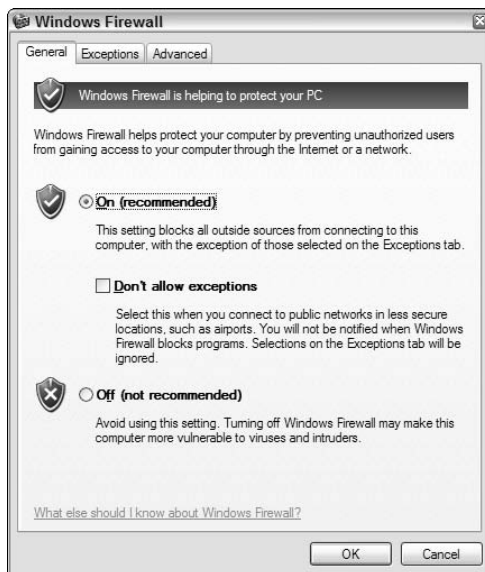 Windows Firewall
General Exceptions Advanced
Windows Firewall is helping to protect your PC
Windows Firewall helps protect your computer by preventing unauthorized users
from gaining access to your computer through the Internet or a network.
On (recommended)
This setting blocks all outside sources from connecting to this
computer, with the exception of those selected on the Exceptions tab.
Don't allow exceptions
Select this when you connect to public networks in less secure
locations, such as airports. You will not be notified when Windows
Firewall blocks programs. Selections on the Exceptions tab will be
ignored.
Off (not recommended)
Avoid using this setting. Turning off Windows Firewall may make this
computer more vulnerable to viruses and intruders.
What else should I know about Windows Firewall?
OK Cancel